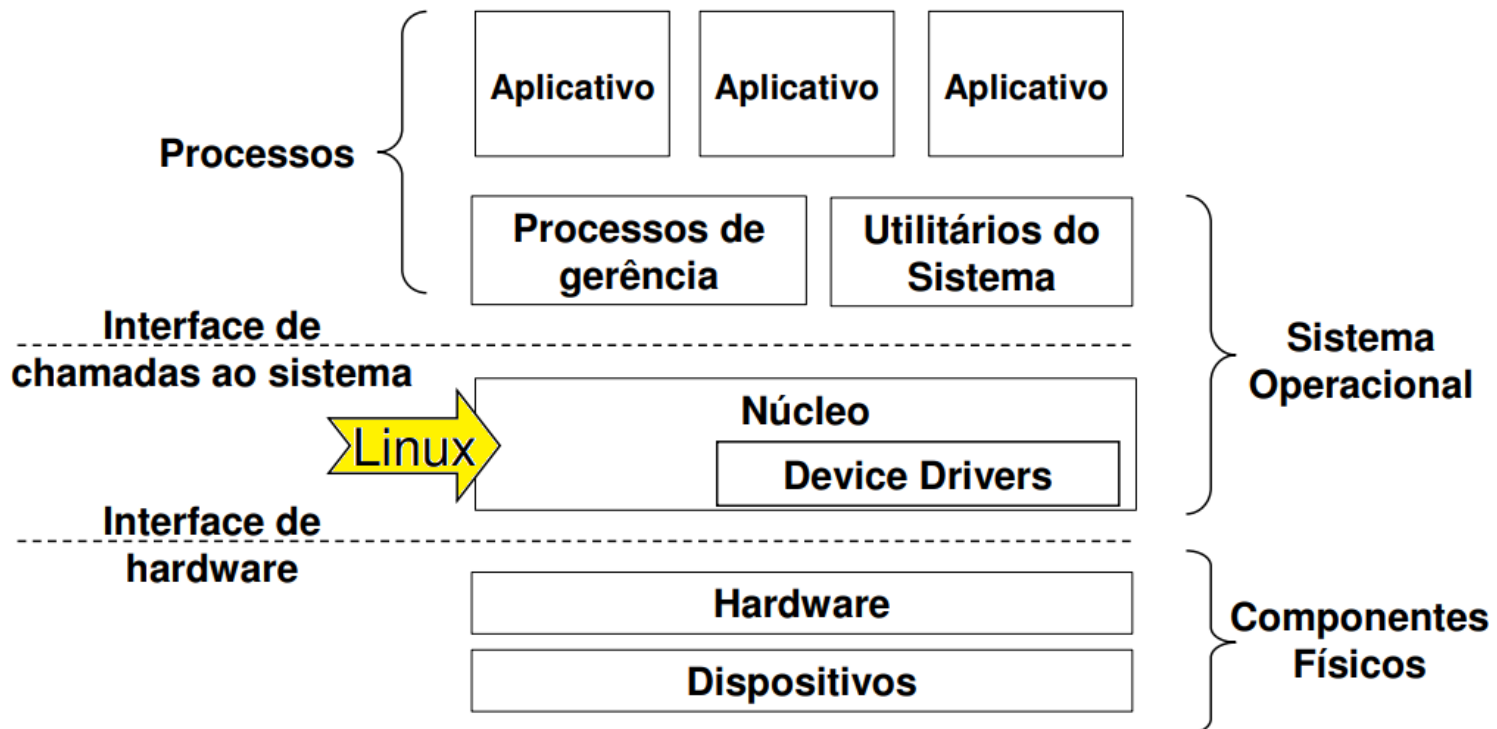 Aplicativo
Aplicativo
Aplicativo
Processos
Processos de
gerência
Utilitários do
Sistema
Interface de
chamadas ao sistema
Sistema
Operacional
Núcleo
Linux
Device Drivers
Interface de
hardware
Hardware
Componentes
Físicos
Dispositivos